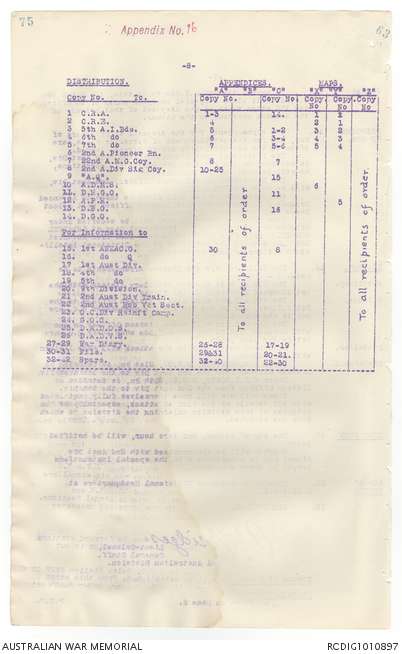 75
Appendix No. 16
-8-
DISTRIBUTION. APPENDICES. MAPS.
"A" "B" "C" "X" "Y" "Z"
Copy No. To. Copy No. Copy No. Copy No Copy No
1 C.R.A. 1-3 14. 1 2
2 C.R.E. 4 2 1
3 5th A.I.Bde. 5 1-2 3 2
4 6th do 6 3-4 4 3
5 7th do 7 5-6 5 4
6 2nd A.Pioneer Bn.
7 22nd A.M.G.Coy. 8 7
8 2nd A.Div Sig Coy. 10-25
9 "A.Q". 15
10 A.D.M.S. 6
11. D.M.G.O. 11
12. A.P.M. 5
13. D.B.O. 16
14. D.G.O.
To all recipients of order
To all recipients of order.
For Information to
15. 1st ANZAC.G. 30 8
16. do Q
17 1st Aust Div.
18. 4th do
19. 5th do
20. 9th Division.
21 2nd Aust Div Train.
22 2nd Aust Mob Vet Sect.
23. O.C.Div Reinft Camp.
24. S.S.O.
25. D.A.D.O.S
26 D.A.D.V.S.
27-29 War Diary. 26-28 17-19
30-31 File. 29&31 20-21.
32-42 Spare. 32-40 22-30
AUSTRALIAN WAR MEMORIAL RCDIG1010897